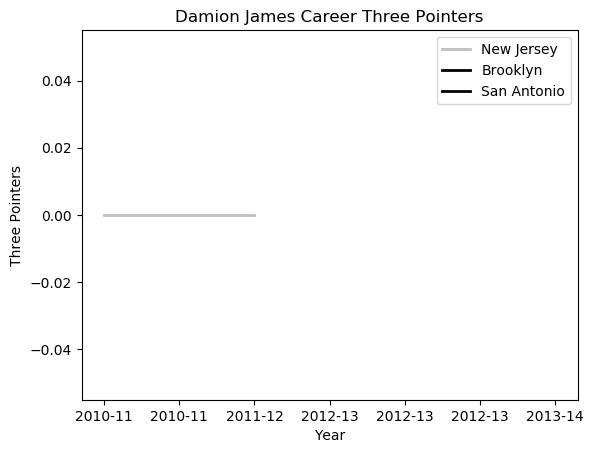 Damion James Career Three Pointers
New Jersey
Brooklyn
San Antonio
Three Pointers
0.04
0.02
0.00
−0.02
−0.04
2010-11 2010-11 2011-12 2012-13 2012-13 2012-13 2013-14
Year